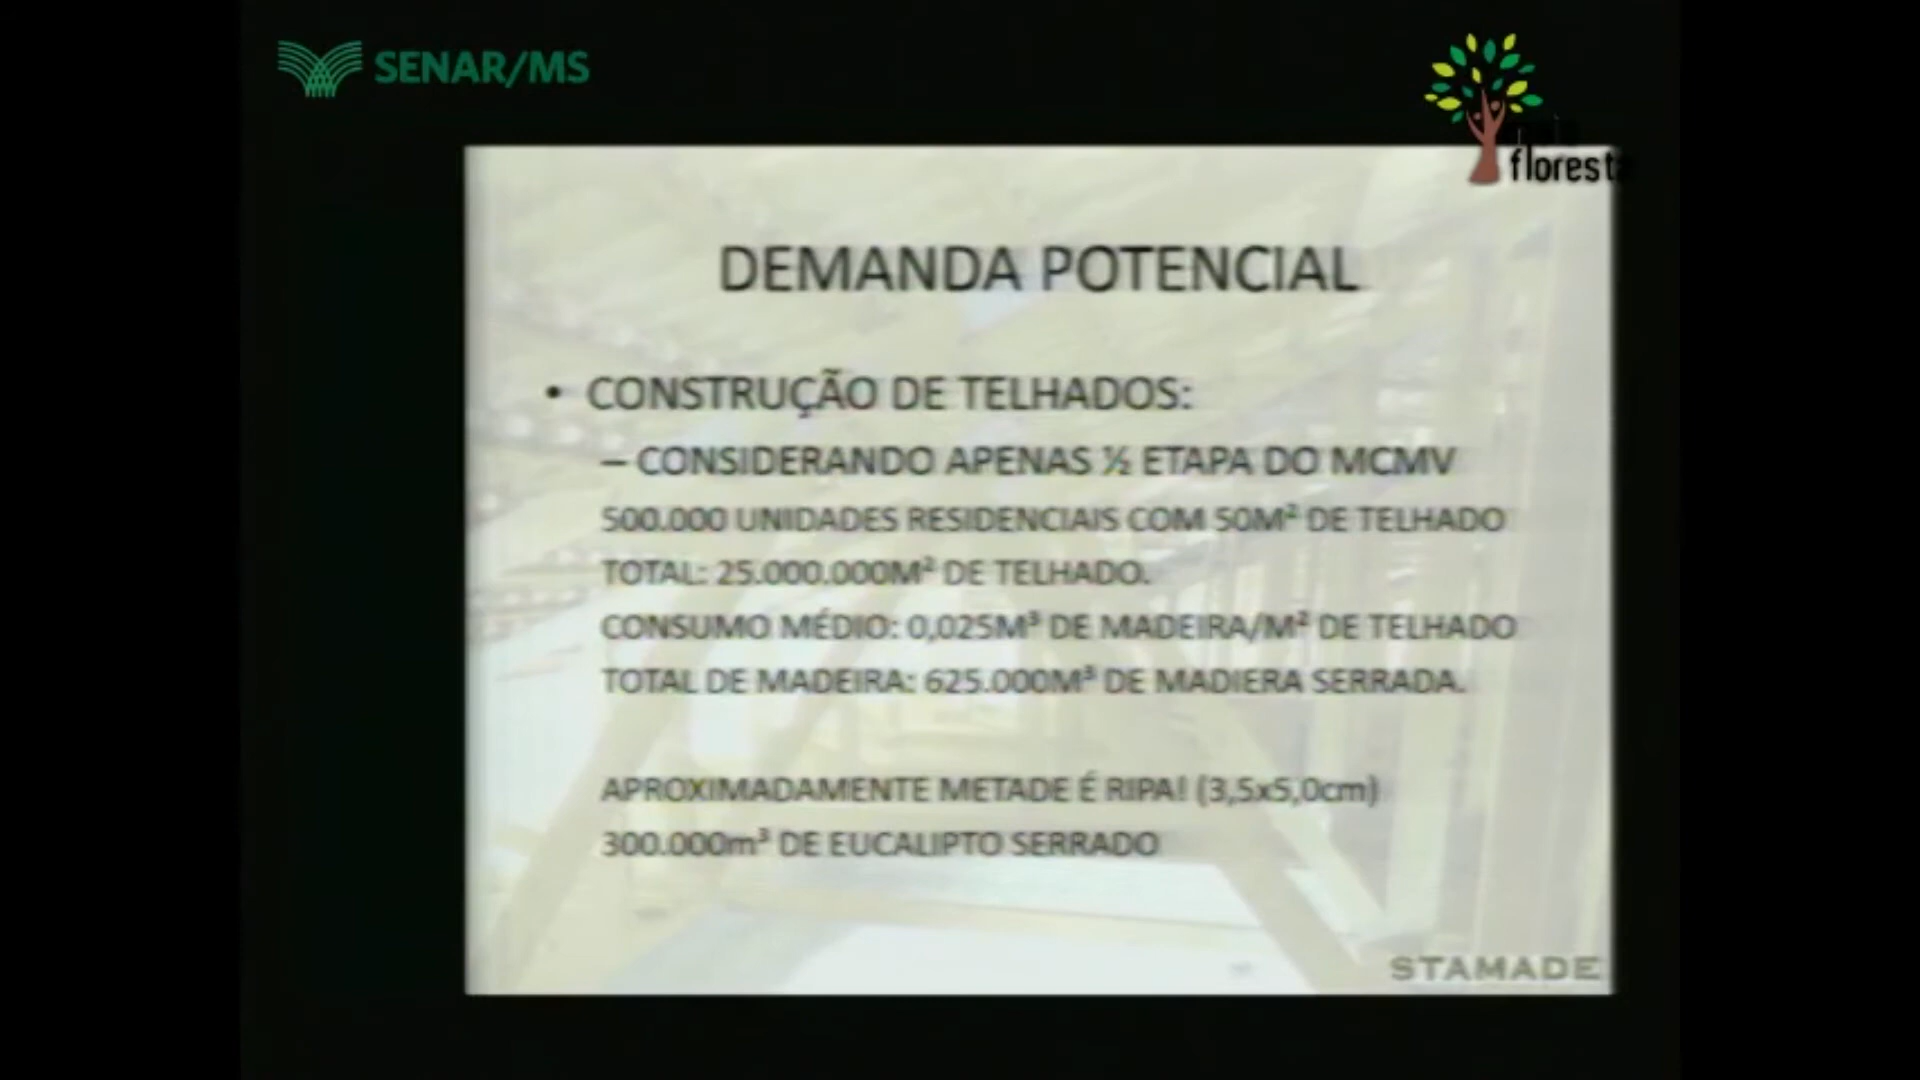 SENAR/MS
floresta
DEMANDA POTENCIAL
• CONSTRUÇÃO DE TELHADOS:
– CONSIDERANDO APENAS ½ ETAPA DO MCMV
500.000 UNIDADES RESIDENCIAIS COM 50M² DE TELHADO
TOTAL: 25.000.000M² DE TELHADO.
CONSUMO MÉDIO: 0,025M³ DE MADEIRA/M² DE TELHADO
TOTAL DE MADEIRA: 625.000M³ DE MADIERA SERRADA.
APROXIMADAMENTE METADE É RIPA! (3,5x5,0cm)
300.000m³ DE EUCALIPTO SERRADO
STAMADE